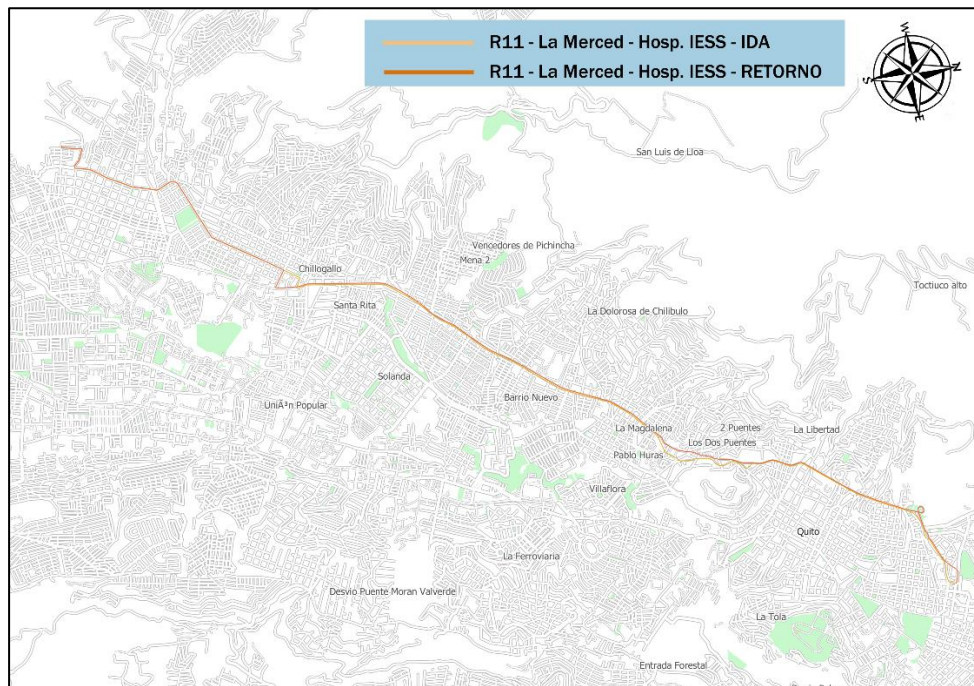 R11 - La Merced - Hosp. IESS - IDA
R11 - La Merced - Hosp. IESS - RETORNO
W
N
S
E
San Luis de Lloa
Vencedores de Pichincha
Mena 2
Chillogallo
Toctiuco alto
Santa Rita
La Dolorosa de Chilibulo
Solanda
Barrio Nuevo
UniÃ³n Popular
La Magdalena
2 Puentes
La Libertad
Los Dos Puentes
Pablo Huras
Villaflora
Quito
La Ferroviaria
Desvio Puente Moran Valverde
La Tola
Entrada Forestal